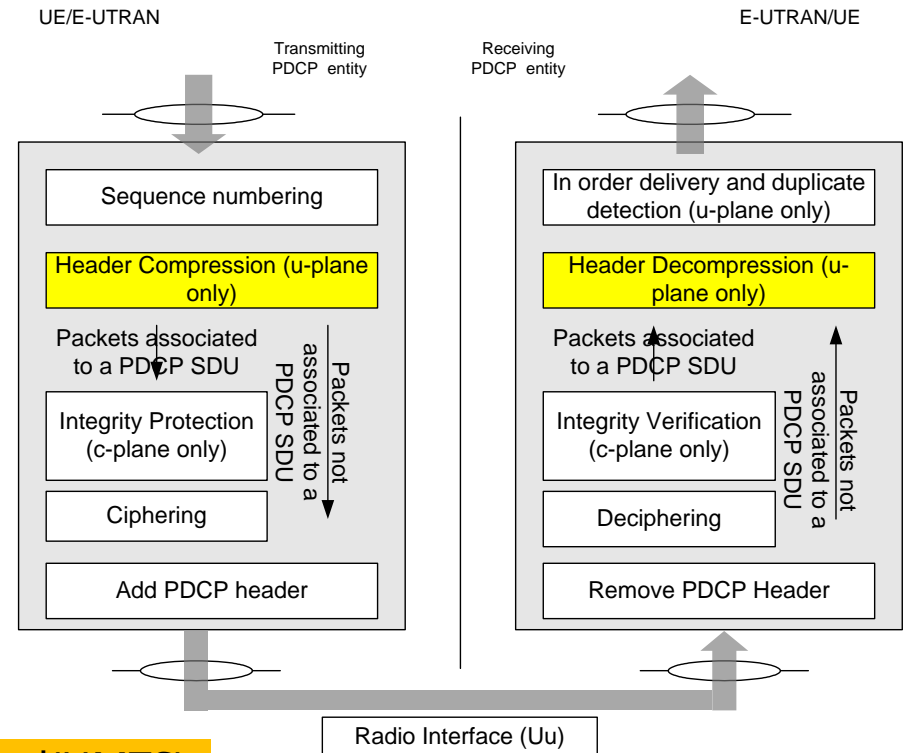 UE/E-UTRAN
E-UTRAN/UE
Transmitting
PDCP entity
Receiving
PDCP entity
Sequence numbering
Header Compression (u-plane
only)
Packets associated
to a PDCP SDU
Packets not
associated to a
PDCP SDU
Integrity Protection
(c-plane only)
Ciphering
Add PDCP header
In order delivery and duplicate
detection (u-plane only)
Header Decompression (u-
plane only)
Packets associated
to a PDCP SDU
Packets not
associated to a
PDCP SDU
Integrity Verification
(c-plane only)
Deciphering
Remove PDCP Header
Radio Interface (Uu)